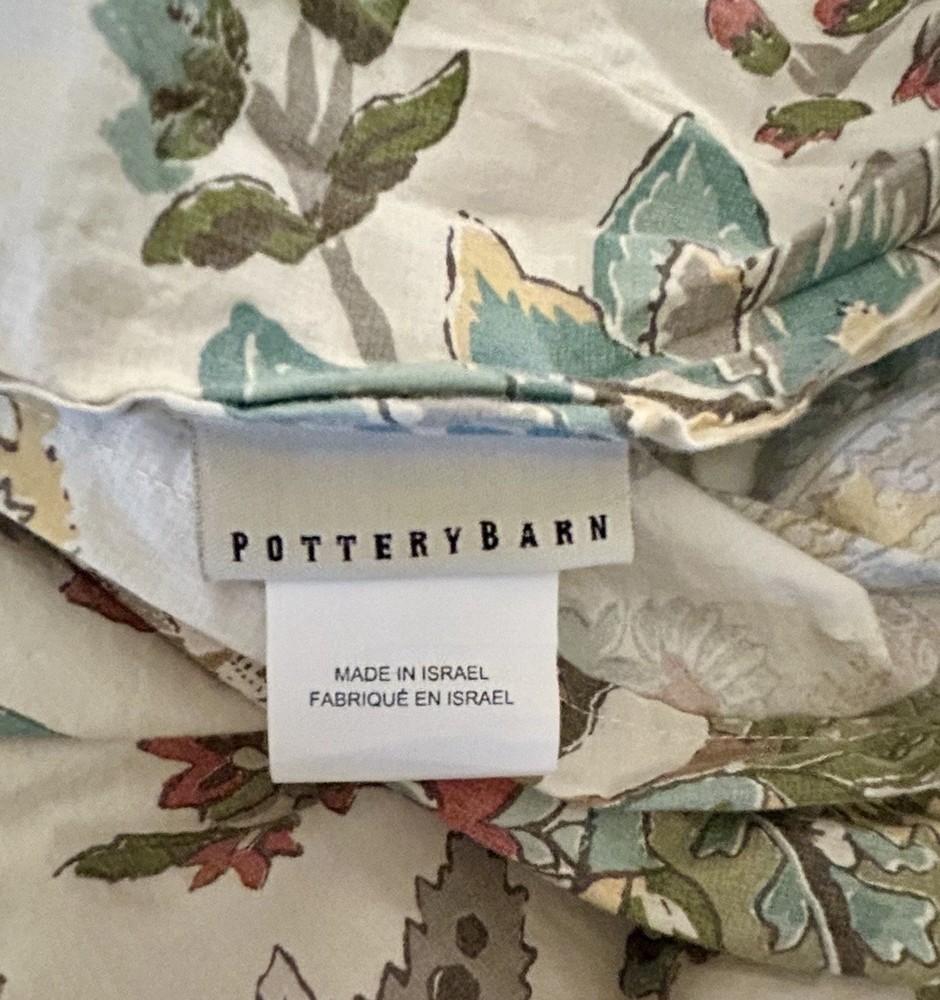 POTTERYBARN
MADE IN ISRAEL
FABRIQUÉ EN ISRAEL